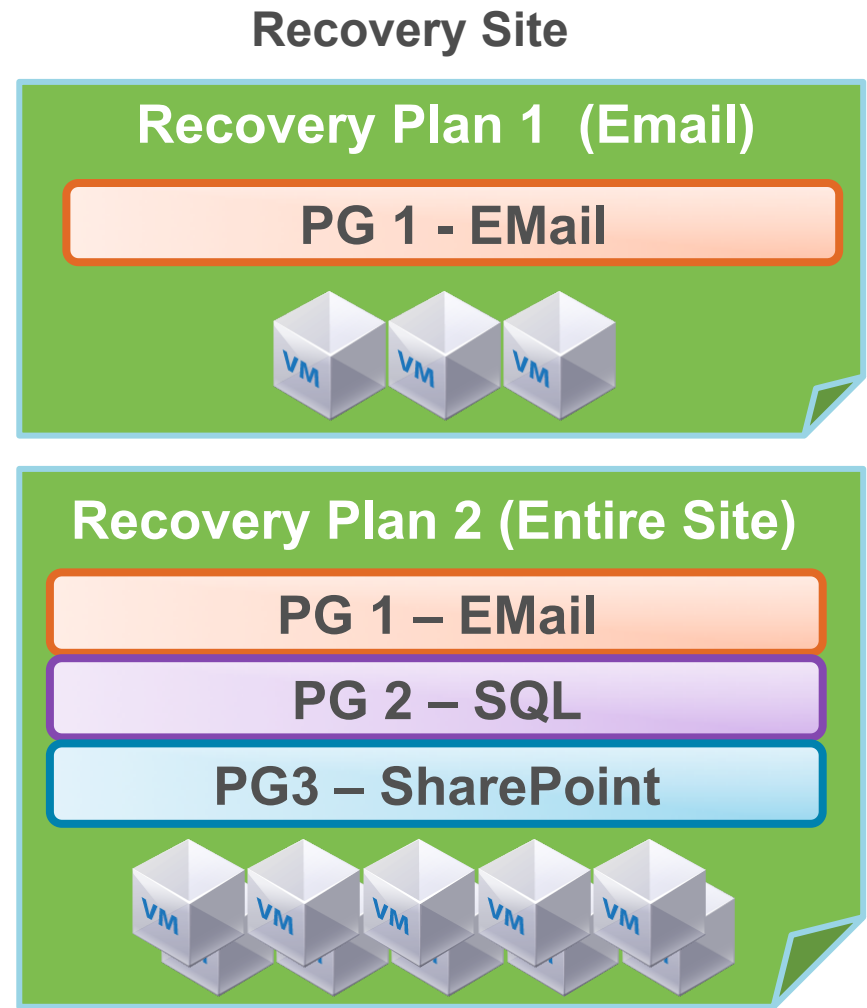 Recovery Site
Recovery Plan 1  (Email)
PG 1 - EMail
VM VM VM
Recovery Plan 2 (Entire Site)
PG 1 – EMail
PG 2 – SQL
PG3 – SharePoint
VM VM VM VM VM